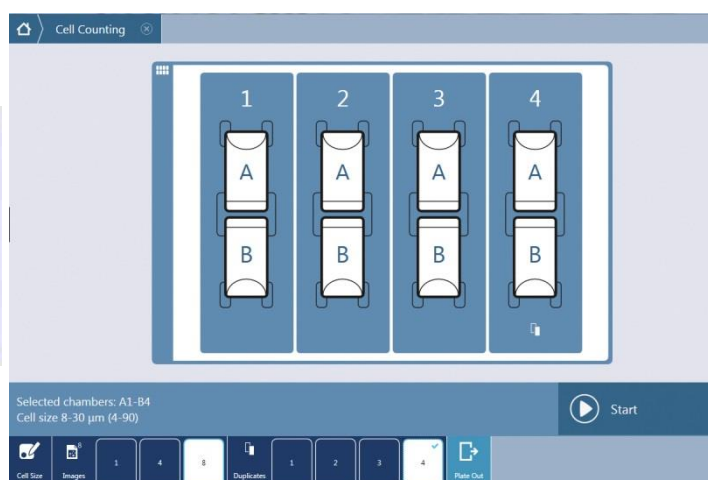 Cell Counting
1 2 3 4
A A A A
B B B B
Selected chambers: A1-B4
Cell size 8-30 µm (4-90)
Start
8
1 4 8 1 2 3 4
Cell Size Images Duplicates Plate Out